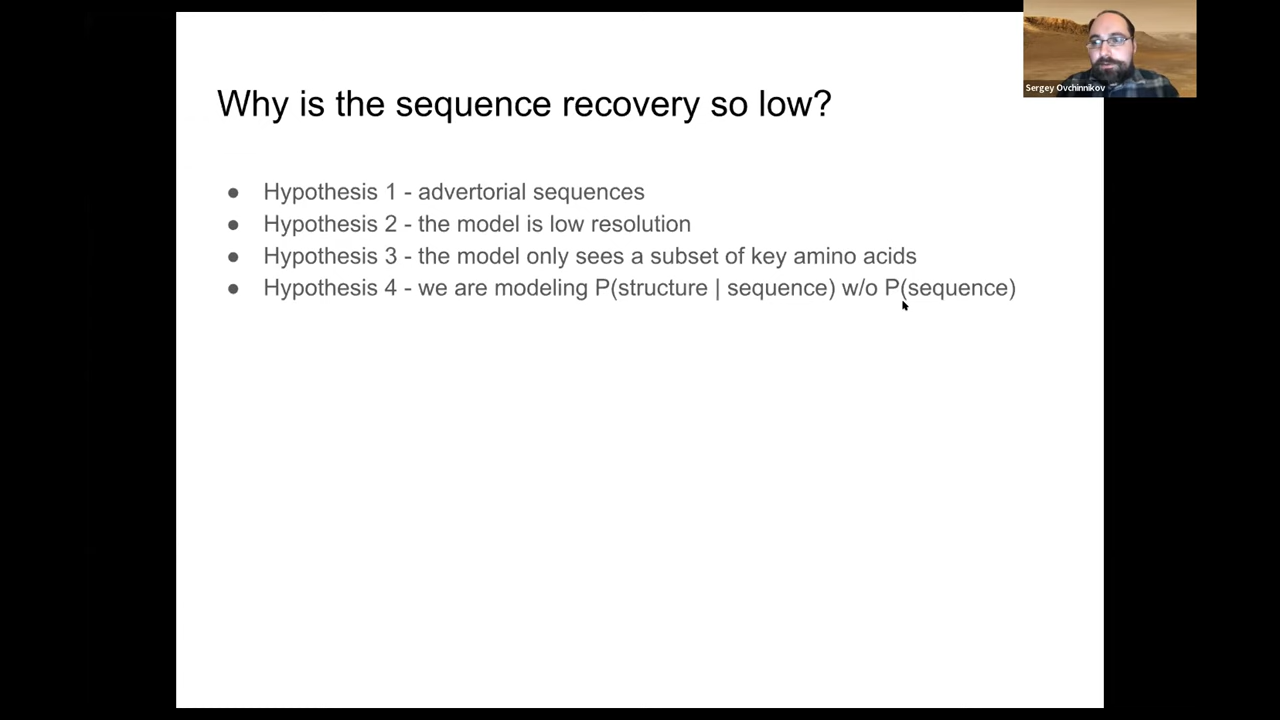 Sergey Ovchinnikov
Why is the sequence recovery so low?
● Hypothesis 1 - advertorial sequences
● Hypothesis 2 - the model is low resolution
● Hypothesis 3 - the model only sees a subset of key amino acids
● Hypothesis 4 - we are modeling P(structure | sequence) w/o P(sequence)